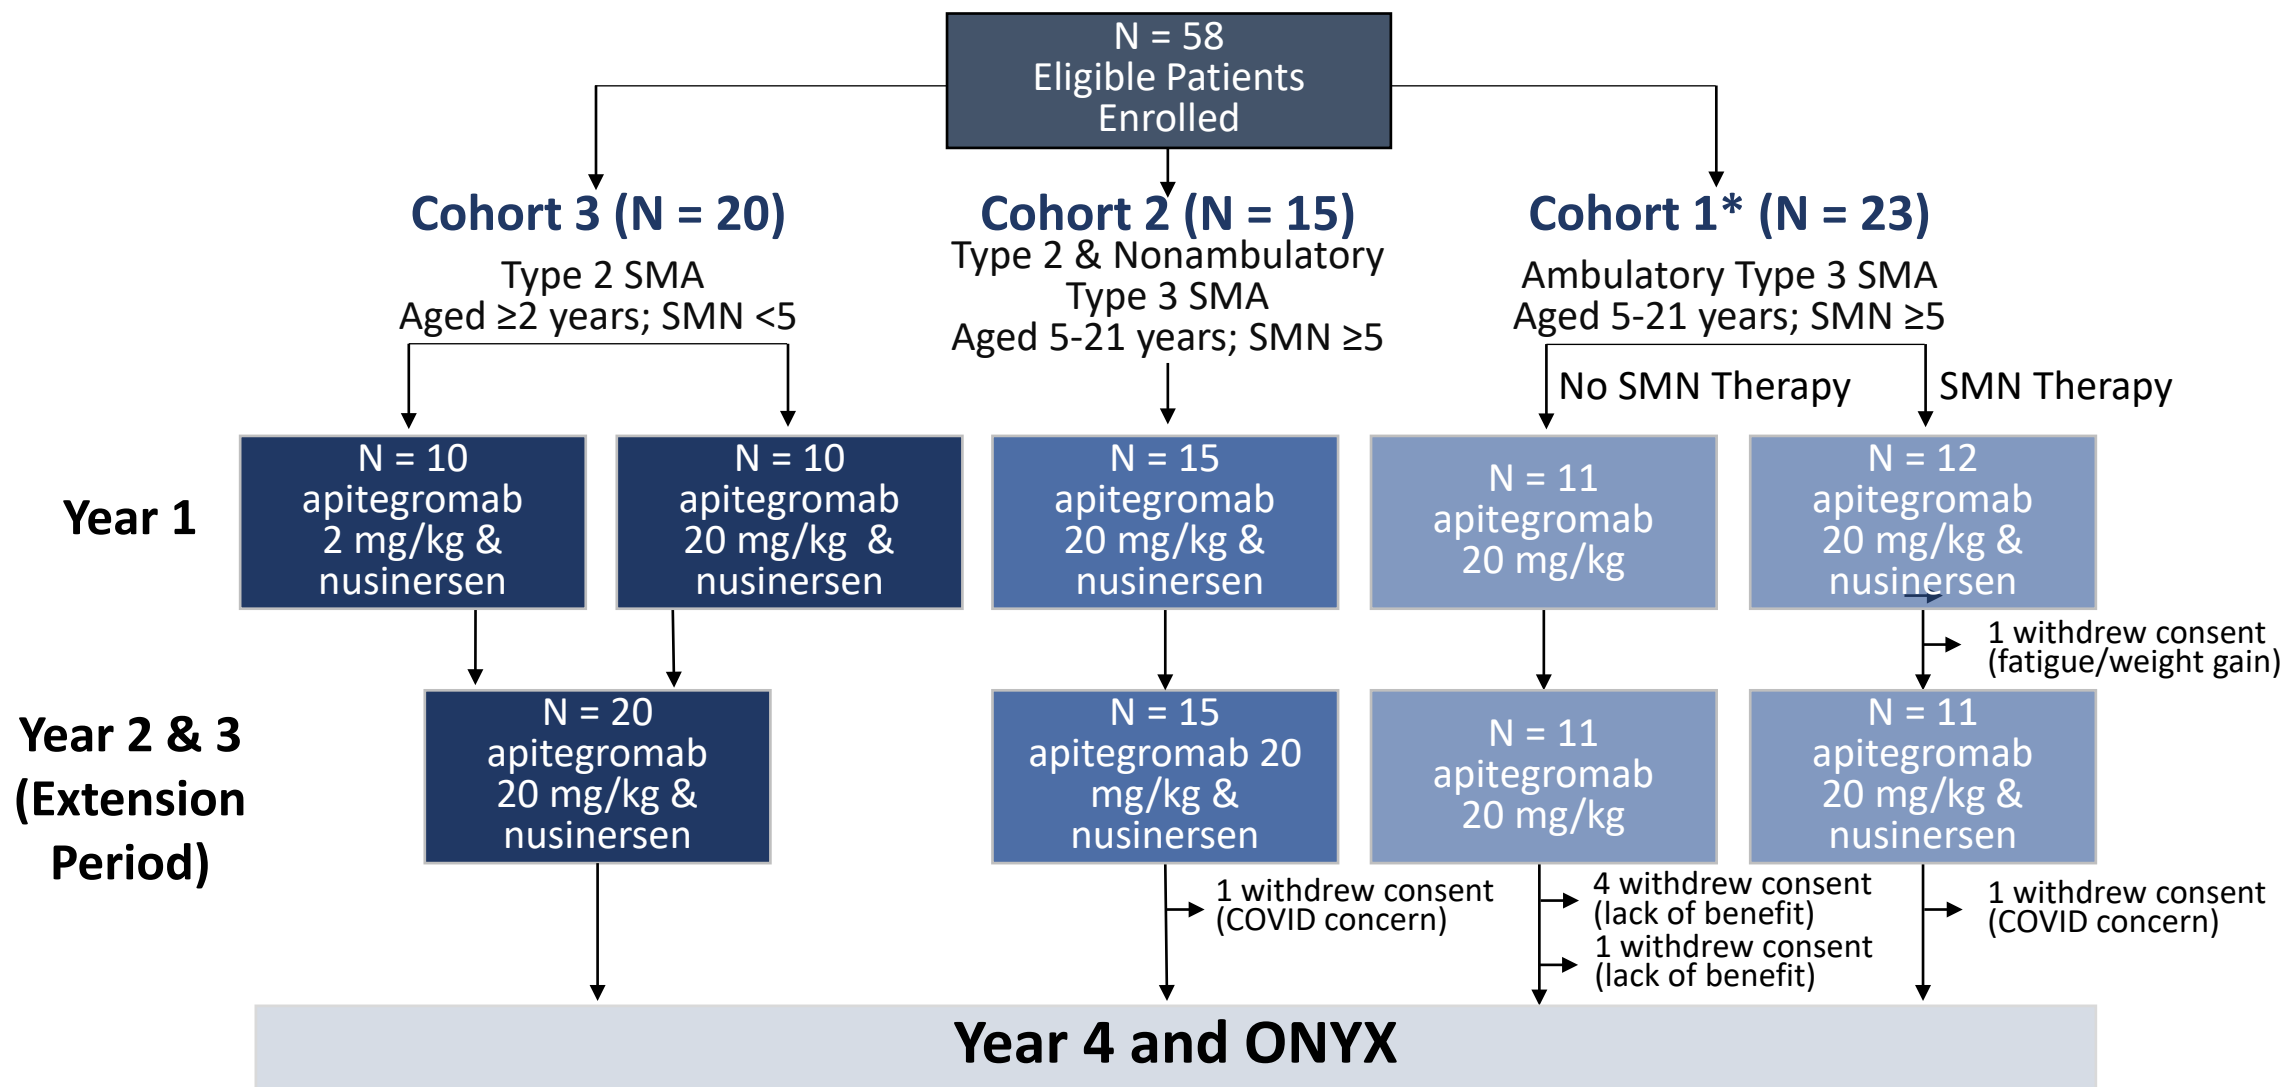 N = 58
Eligible Patients
Enrolled
Cohort 3 (N = 20)
Type 2 SMA
Aged ≥2 years; SMN <5
Cohort 2 (N = 15)
Type 2 & Nonambulatory
Type 3 SMA
Aged 5-21 years; SMN ≥5
Cohort 1* (N = 23)
Ambulatory Type 3 SMA
Aged 5-21 years; SMN ≥5
No SMN Therapy
SMN Therapy
Year 1
N = 10
apitegromab
2 mg/kg &
nusinersen
N = 10
apitegromab
20 mg/kg &
nusinersen
N = 15
apitegromab
20 mg/kg &
nusinersen
N = 11
apitegromab
20 mg/kg
N = 12
apitegromab
20 mg/kg &
nusinersen
1 withdrew consent
(fatigue/weight gain)
Year 2 & 3
(Extension
Period)
N = 20
apitegromab
20 mg/kg &
nusinersen
N = 15
apitegromab 20
mg/kg &
nusinersen
N = 11
apitegromab
20 mg/kg
N = 11
apitegromab
20 mg/kg &
nusinersen
1 withdrew consent
(COVID concern)
4 withdrew consent
(lack of benefit)
1 withdrew consent
(lack of benefit)
1 withdrew consent
(COVID concern)
Year 4 and ONYX